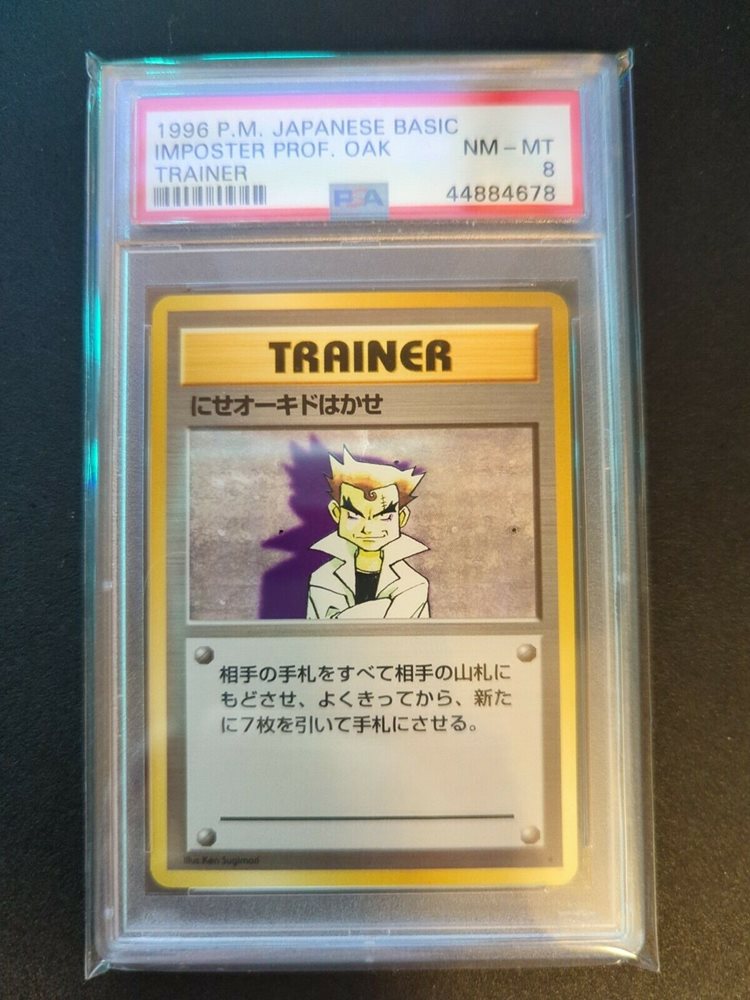 1996 P.M. JAPANESE BASIC
IMPOSTER PROF. OAK NM - MT
TRAINER 8
PSA 44884678
TRAINER
にせオーキドはかせ
相手の手札をすべて相手の山札に
もどさせ、よくきってから、新た
に7枚を引いて手札にさせる。
Illus. Ken Sugimori